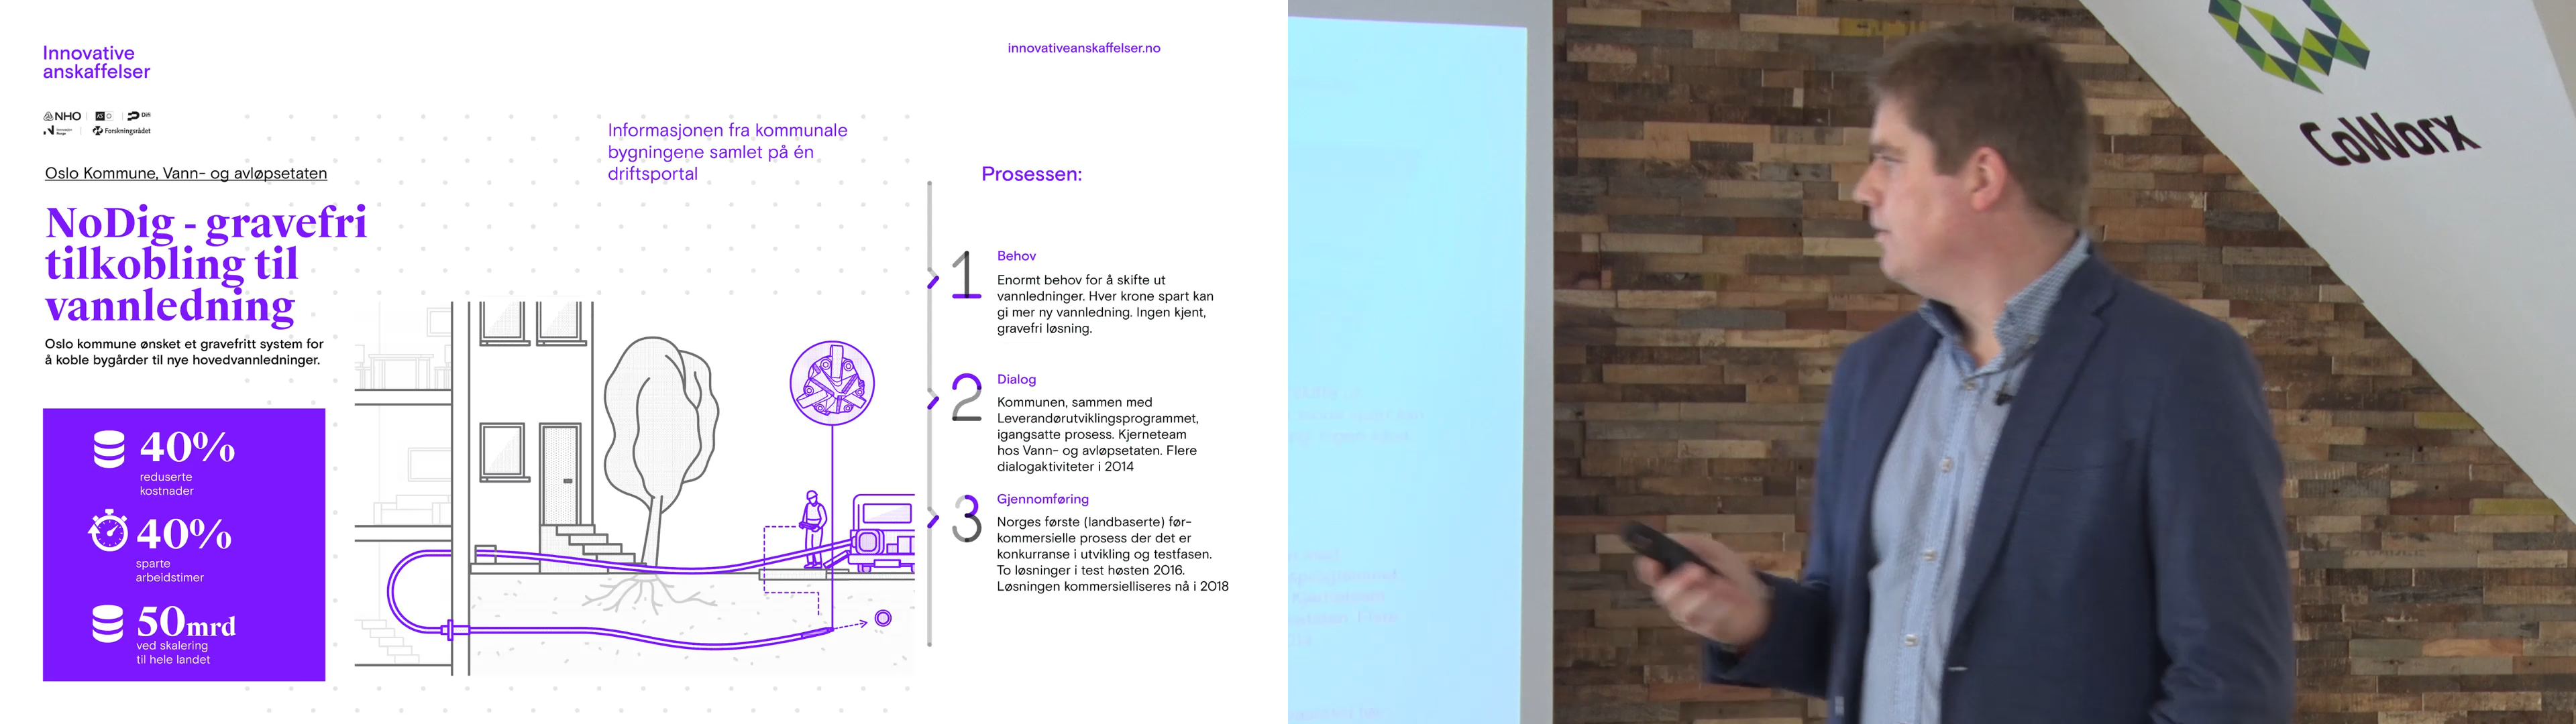 Innovative
anskaffelser
innovativeanskaffelser.no
NHO
Difi
Forskningsrådet
Oslo Kommune, Vann- og avløpsetaten
NoDig - gravefri
tilkobling til
vannledning
Oslo kommune ønsket et gravefritt system for
å koble bygårder til nye hovedvannledninger.
40%
reduserte
kostnader
40%
sparte
arbeidstimer
50mrd
ved skalering
til hele landet
Informasjonen fra kommunale
bygningene samlet på én
driftsportal
Prosessen:
1
Behov
Enormt behov for å skifte ut
vannledninger. Hver krone spart kan
gi mer ny vannledning. Ingen kjent,
gravefri løsning.
2
Dialog
Kommunen, sammen med
Leverandørutviklingsprogrammet,
igangsatte prosess. Kjerneteam
hos Vann- og avløpsetaten. Flere
dialogaktiviteter i 2014
3
Gjennomføring
Norges første (landbaserte) før-
kommersielle prosess der det er
konkurranse i utvikling og testfasen.
To løsninger i test høsten 2016.
Løsningen kommersielliseres nå i 2018
CoWorx